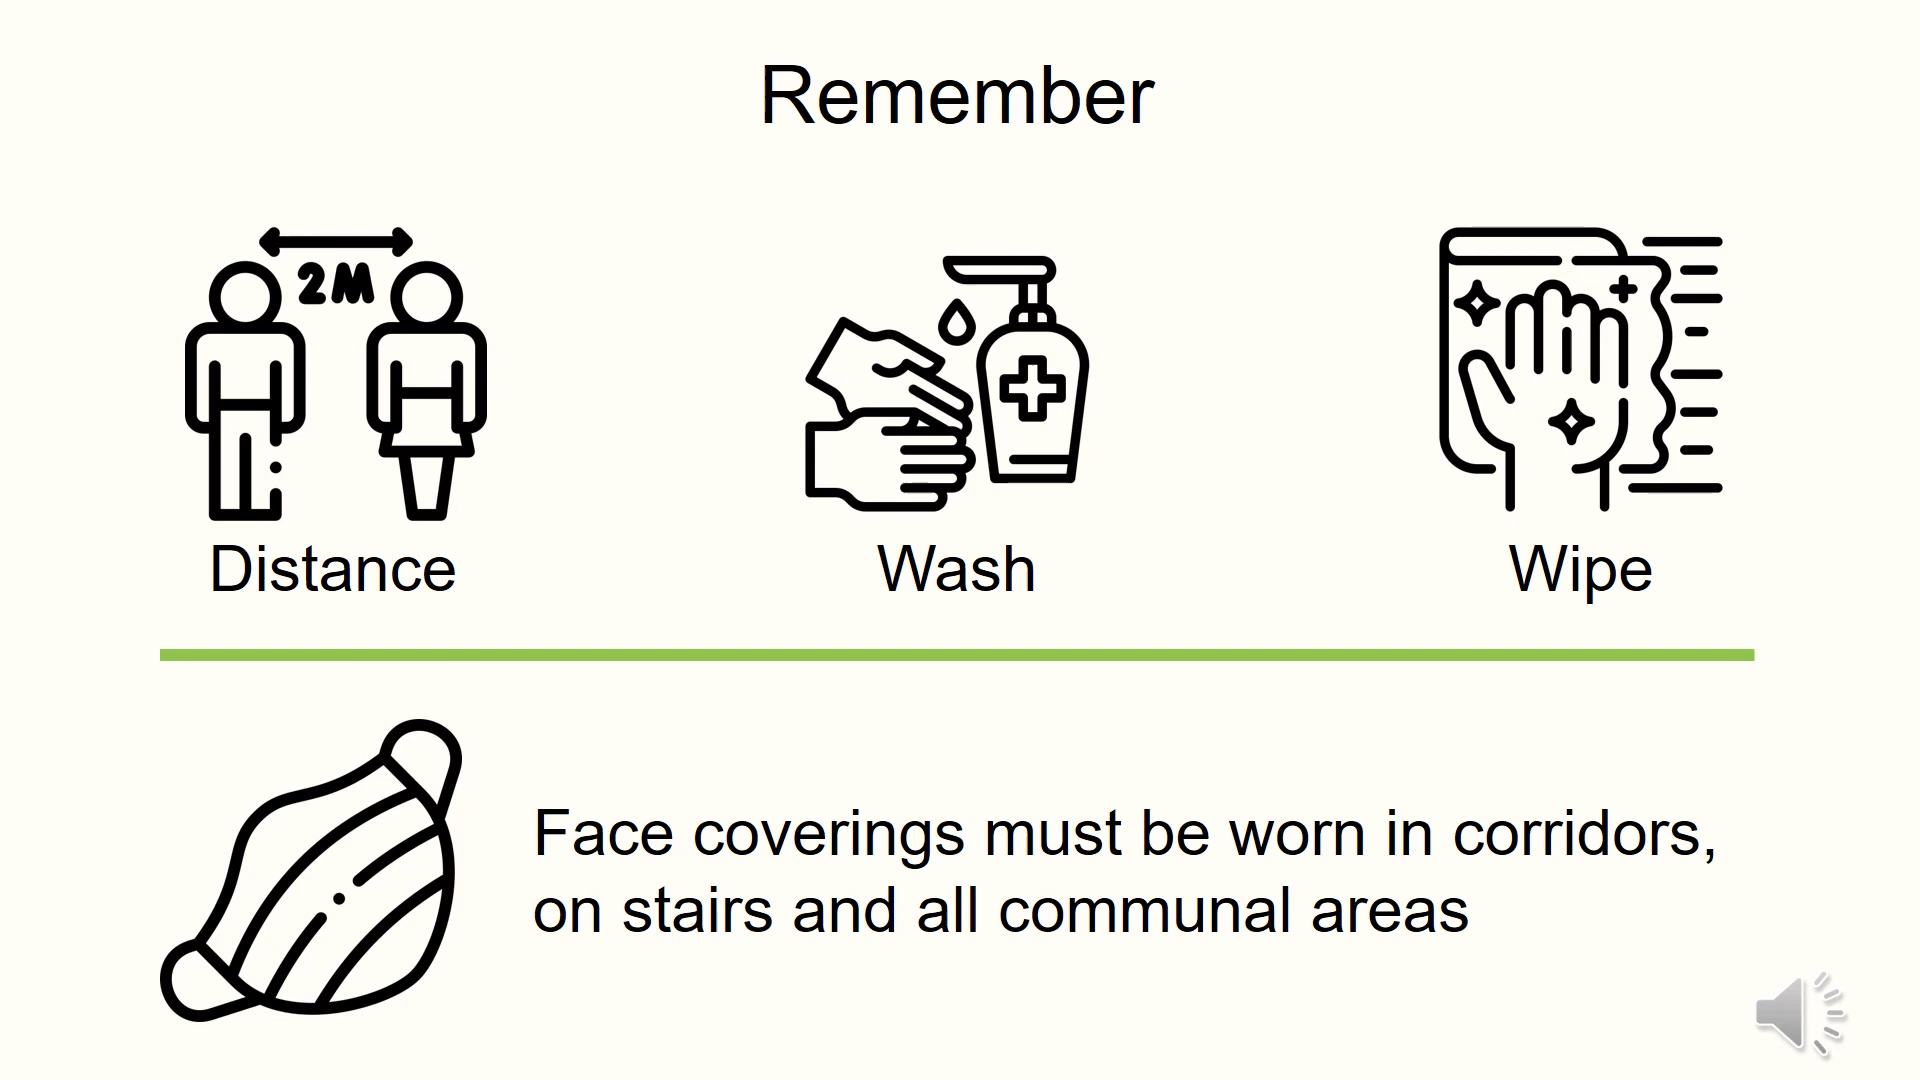 Remember
2M
Distance
Wash
Wipe
Face coverings must be worn in corridors,
on stairs and all communal areas